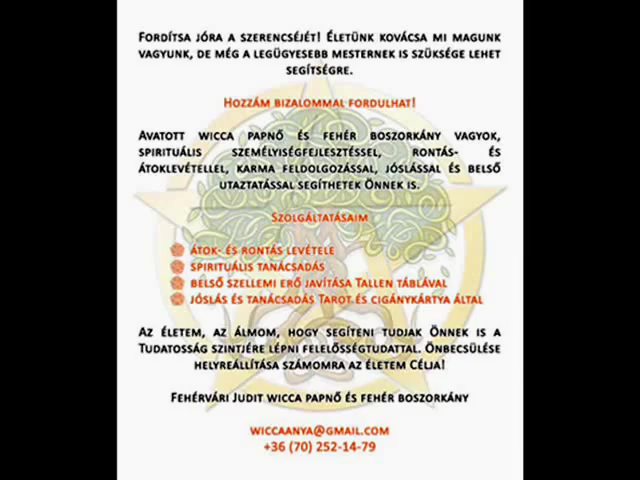 Fordítsa jóra a szerencséjét! Életünk kovácsa mi magunk
vagyunk, de még a legügyesebb mesternek is szüksége lehet
segítségre.
Hozzám bizalommal fordulhat!
Avatott wicca papnő és fehér boszorkány vagyok,
spirituális személyiségfejlesztéssel, rontás- és
átoklevétellel, karma feldolgozással, jóslással és belső
utaztatással segíthetek Önnek is.
Szolgáltatásaim
átok- és rontás levétele
spirituális tanácsadás
belső szellemi erő javítása Tallen táblával
jóslás és tanácsadás Tarot és cigánykártya által
Az életem, az álmom, hogy segíteni tudjak Önnek is a
Tudatosság szintjére lépni felelősségtudattal. Önbecsülése
helyreállítása számomra az életem Célja!
Fehérvári Judit wicca papnő és fehér boszorkány
wiccaanya@gmail.com
+36 (70) 252-14-79